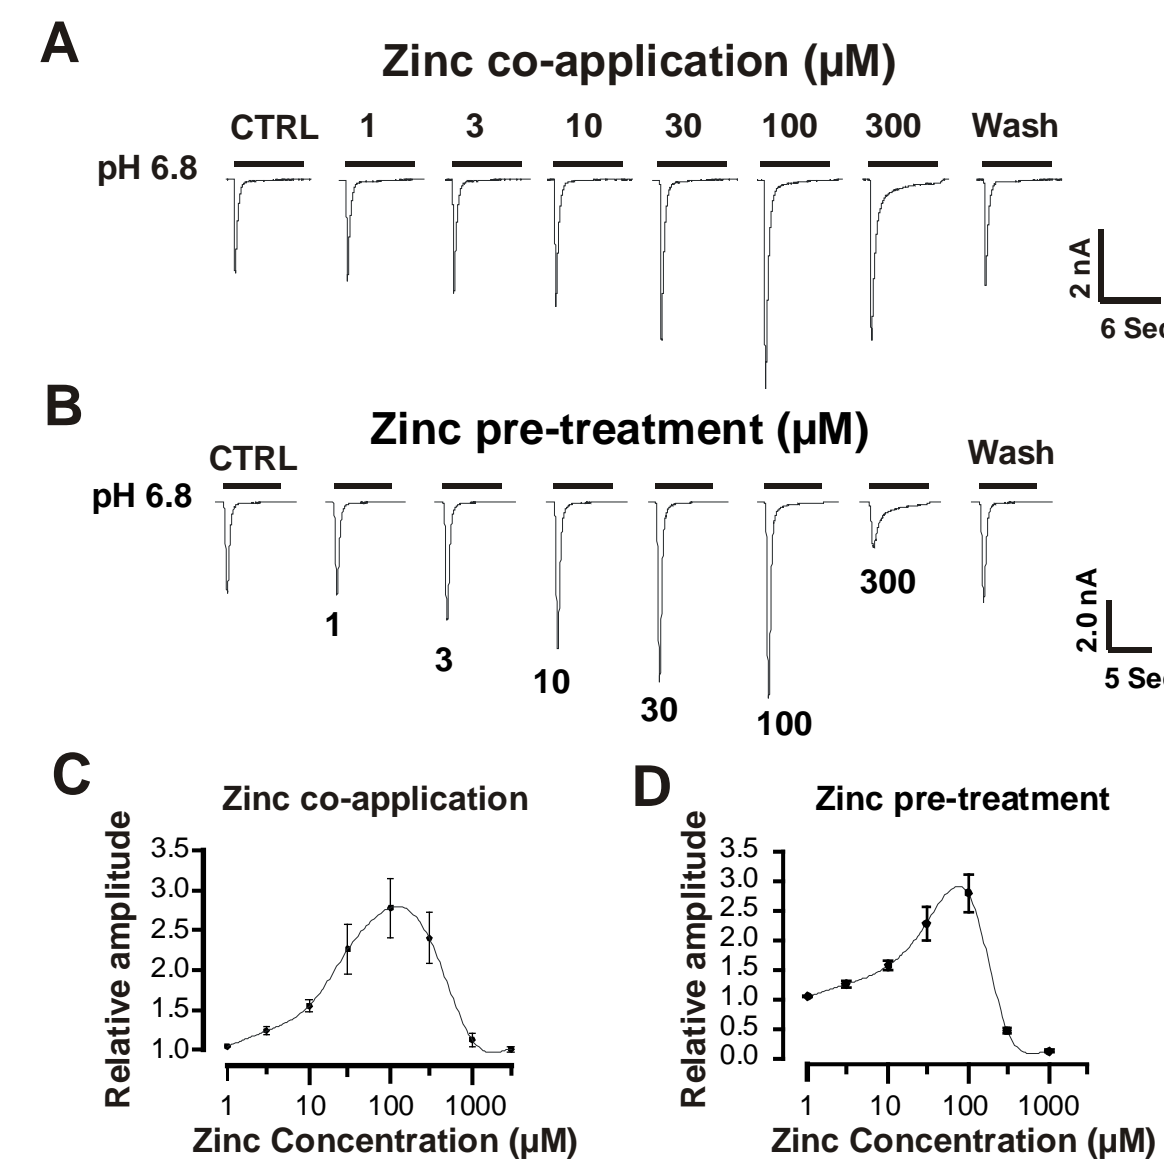 A
Zinc co-application (µM)
CTRL 1 3 10 30 100 300 Wash
pH 6.8
2 nA
6 Sec
B
Zinc pre-treatment (µM)
CTRL Wash
pH 6.8
1
3
10
30
100
300
2.0 nA
5 Sec
C
Zinc co-application
Relative amplitude
3.5
3.0
2.5
2.0
1.5
1.0
1 10 100 1000
Zinc Concentration (µM)
D
Zinc pre-treatment
Relative amplitude
3.5
3.0
2.5
2.0
1.5
1.0
0.5
0.0
1 10 100 1000
Zinc Concentration (µM)